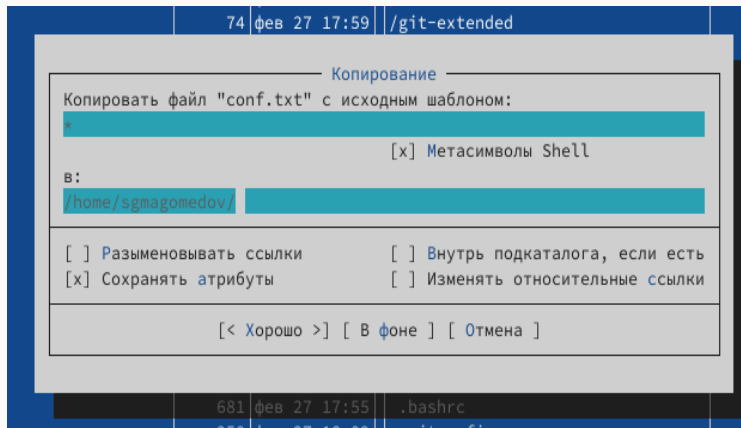 74 фев 27 17:59 /git-extended
Копирование
Копировать файл "conf.txt" с исходным шаблоном:
*
[x] Метасимволы Shell
в:
/home/sgmagomedov/
[ ] Разыменовывать ссылки [ ] Внутрь подкаталога, если есть
[x] Сохранять атрибуты [ ] Изменять относительные ссылки
[< Хорошо >] [ В фоне ] [ Отмена ]
681 фев 27 17:55 .bashrc